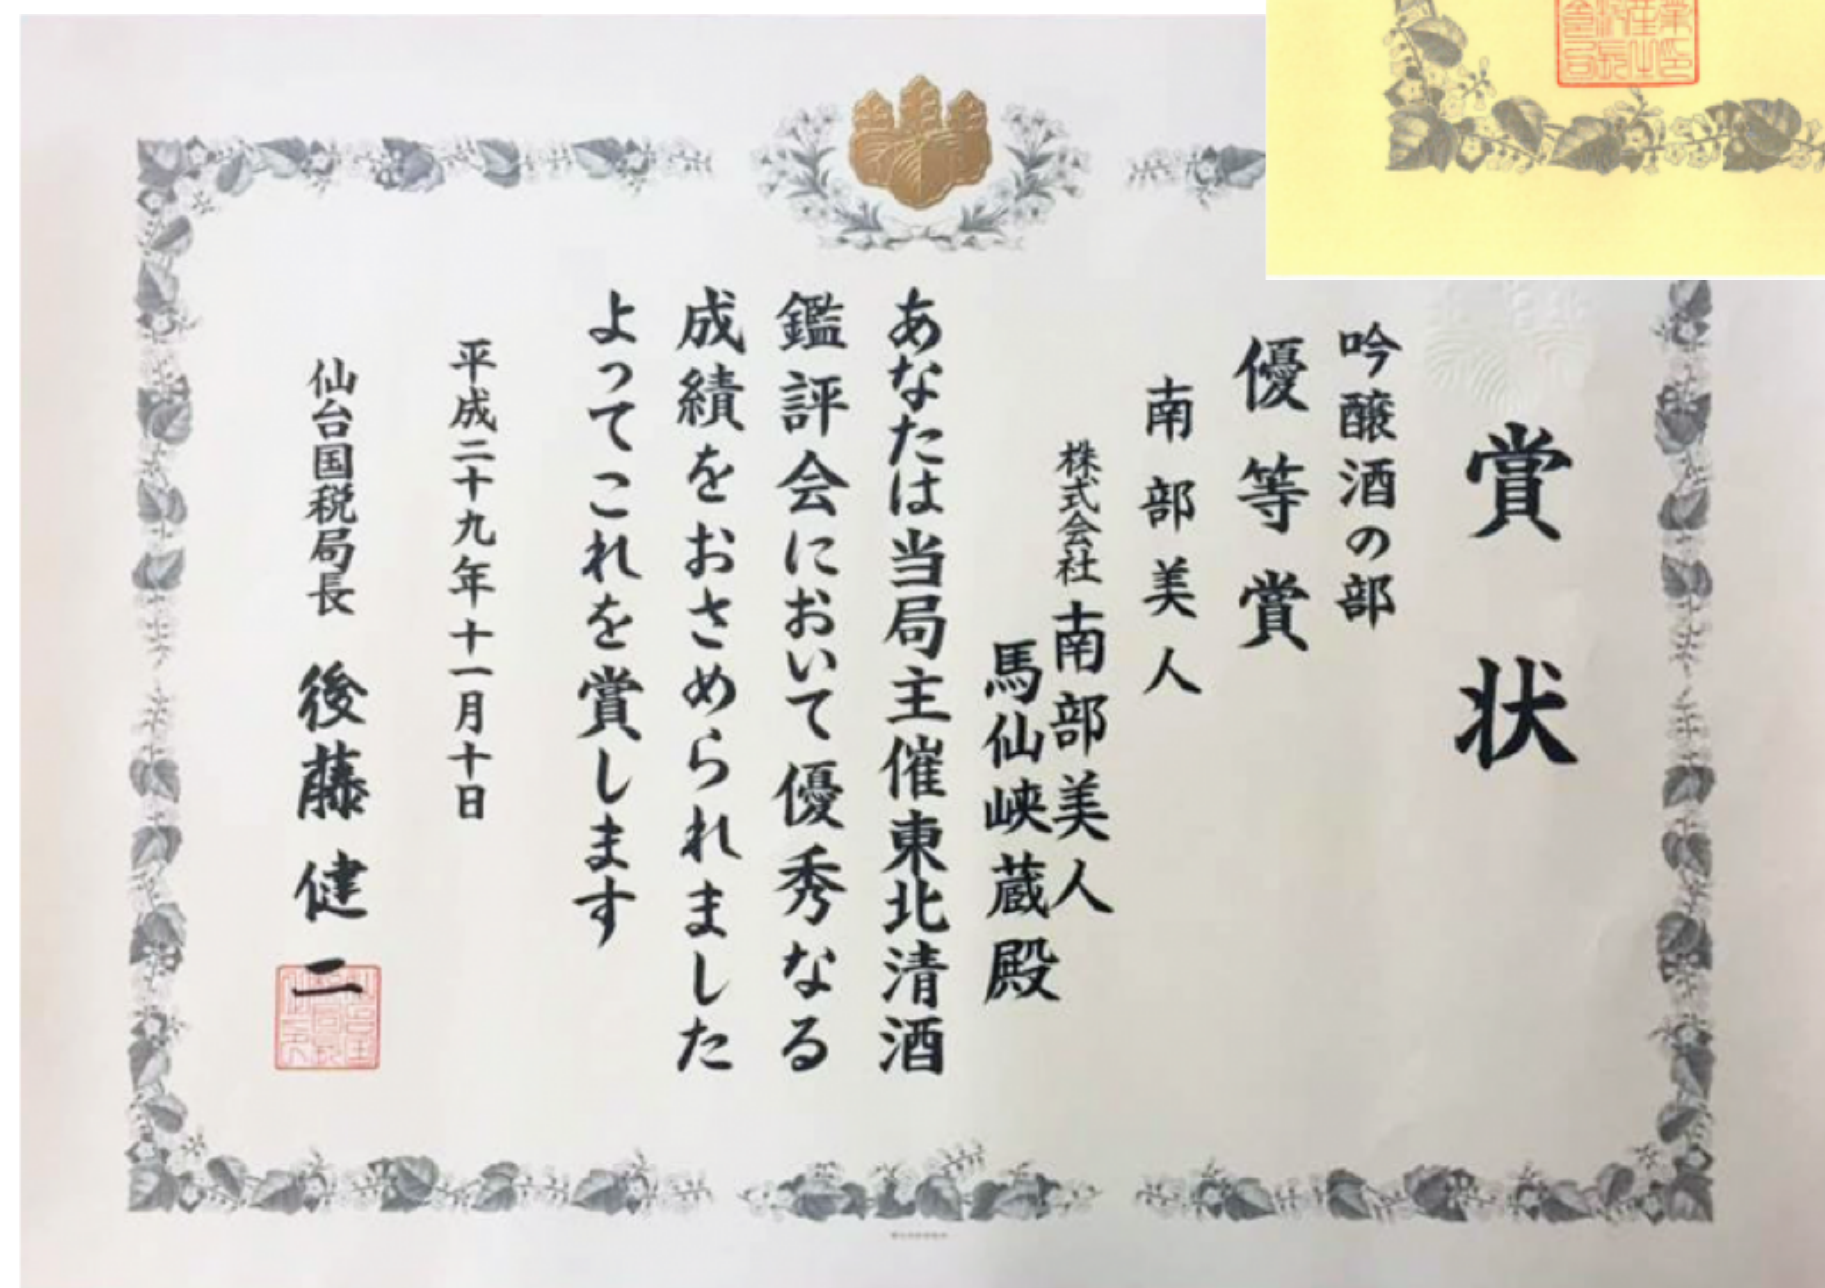 賞状
吟醸酒の部
優等賞
南部美人
株式会社南部美人
馬仙峡蔵殿
あなたは当局主催東北清酒
鑑評会において優秀なる
成績をおさめられました
よってこれを賞します
平成二十九年十一月十日
仙台国税局長 後藤健二